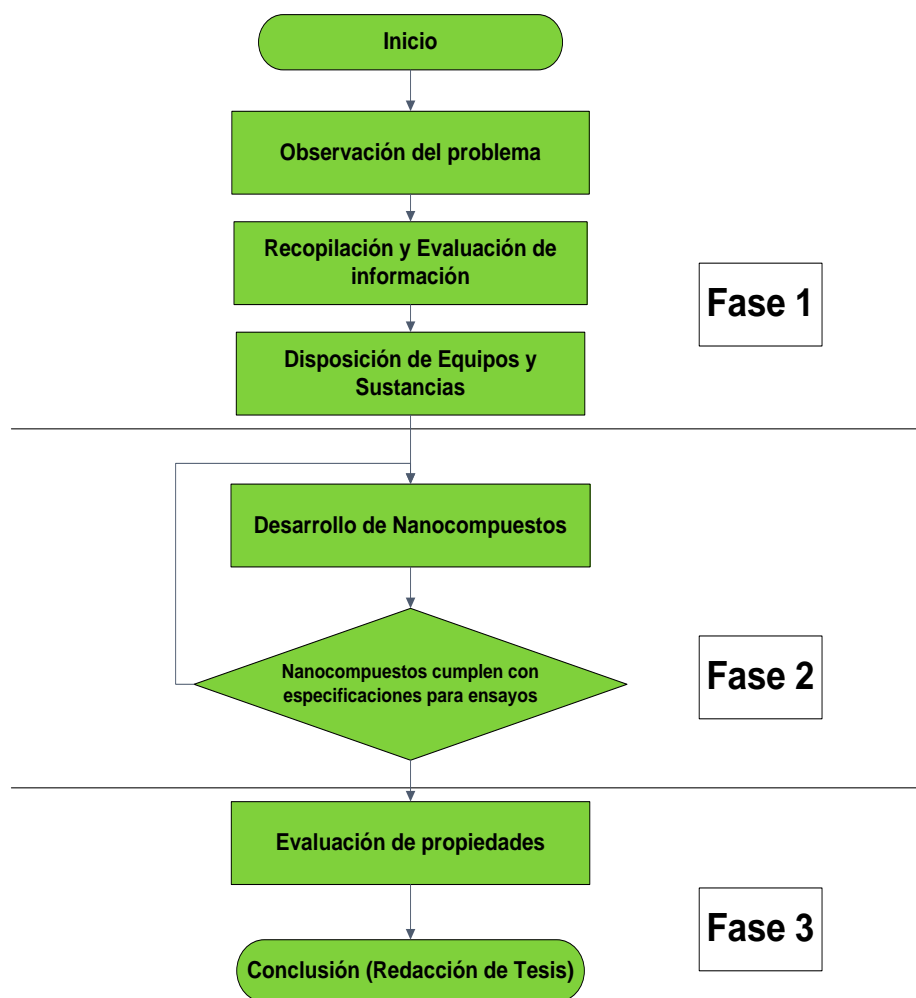 Inicio
Observación del problema
Recopilación y Evaluación de
información
Fase 1
Disposición de Equipos y
Sustancias
Desarrollo de Nanocompuestos
Nanocompuestos cumplen con
especificaciones para ensayos
Fase 2
Evaluación de propiedades
Fase 3
Conclusión (Redacción de Tesis)